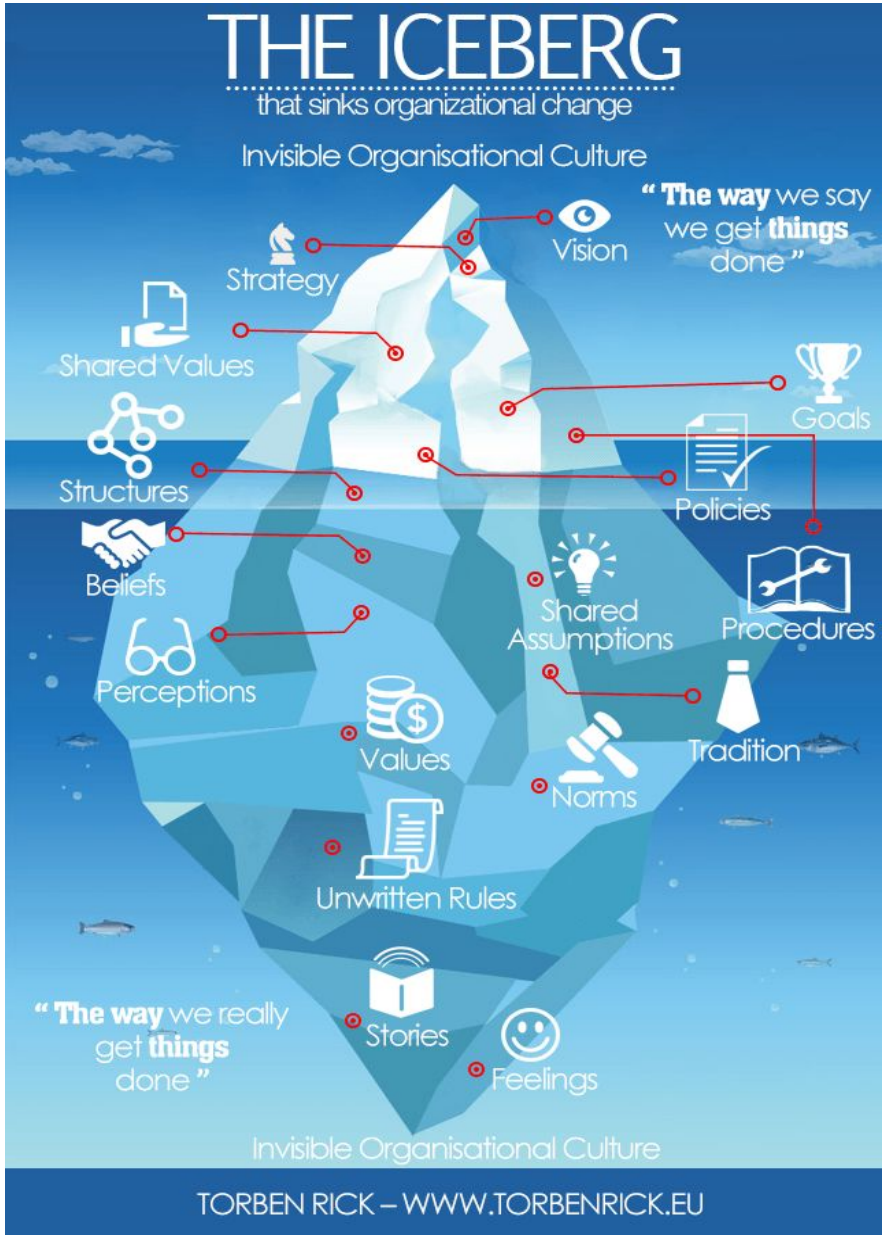 THE ICEBERG
that sinks organizational change
Invisible Organisational Culture
“ The way we say
we get things
done ”
Vision
Strategy
Shared Values
Goals
Structures
Policies
Beliefs
Shared
Assumptions
Procedures
Perceptions
Values
Tradition
Norms
Unwritten Rules
“ The way we really
get things
done ”
Stories
Feelings
Invisible Organisational Culture
TORBEN RICK – WWW.TORBENRICK.EU